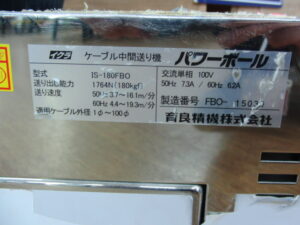 イクラ ケーブル中間送り機 パワーボール
型式 IS-180FBO
送り出し能力 1764N(180kgf)
送り速度 50Hz 3.7～16.1m/分
60Hz 4.4～19.3m/分
適用ケーブル外径 1φ～100φ
交流単相 100V
50Hz 7.3A / 60Hz 6.2A
製造番号 FBO-
育良精機株式会社